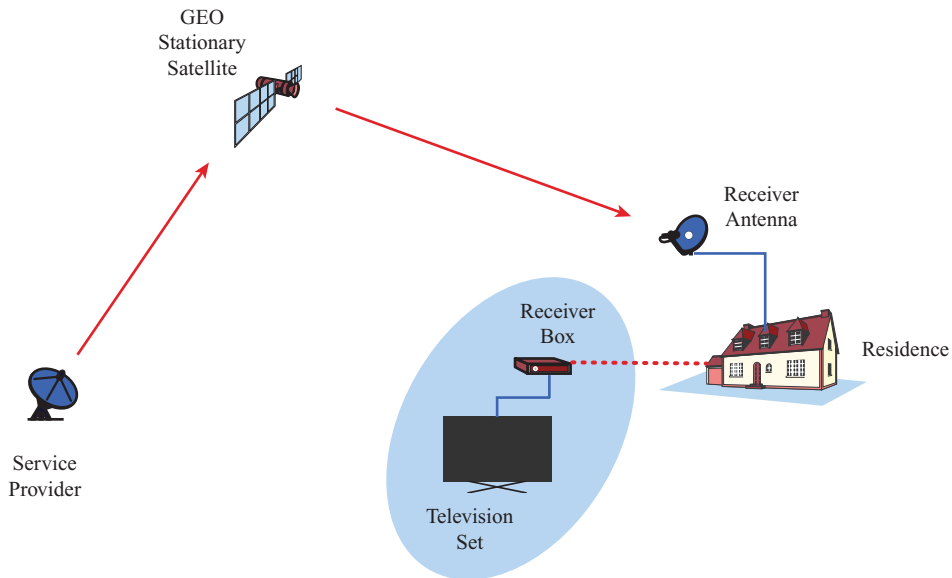 GEO
Stationary
Satellite
Receiver
Antenna
Receiver
Box
Residence
Service
Provider
Television
Set